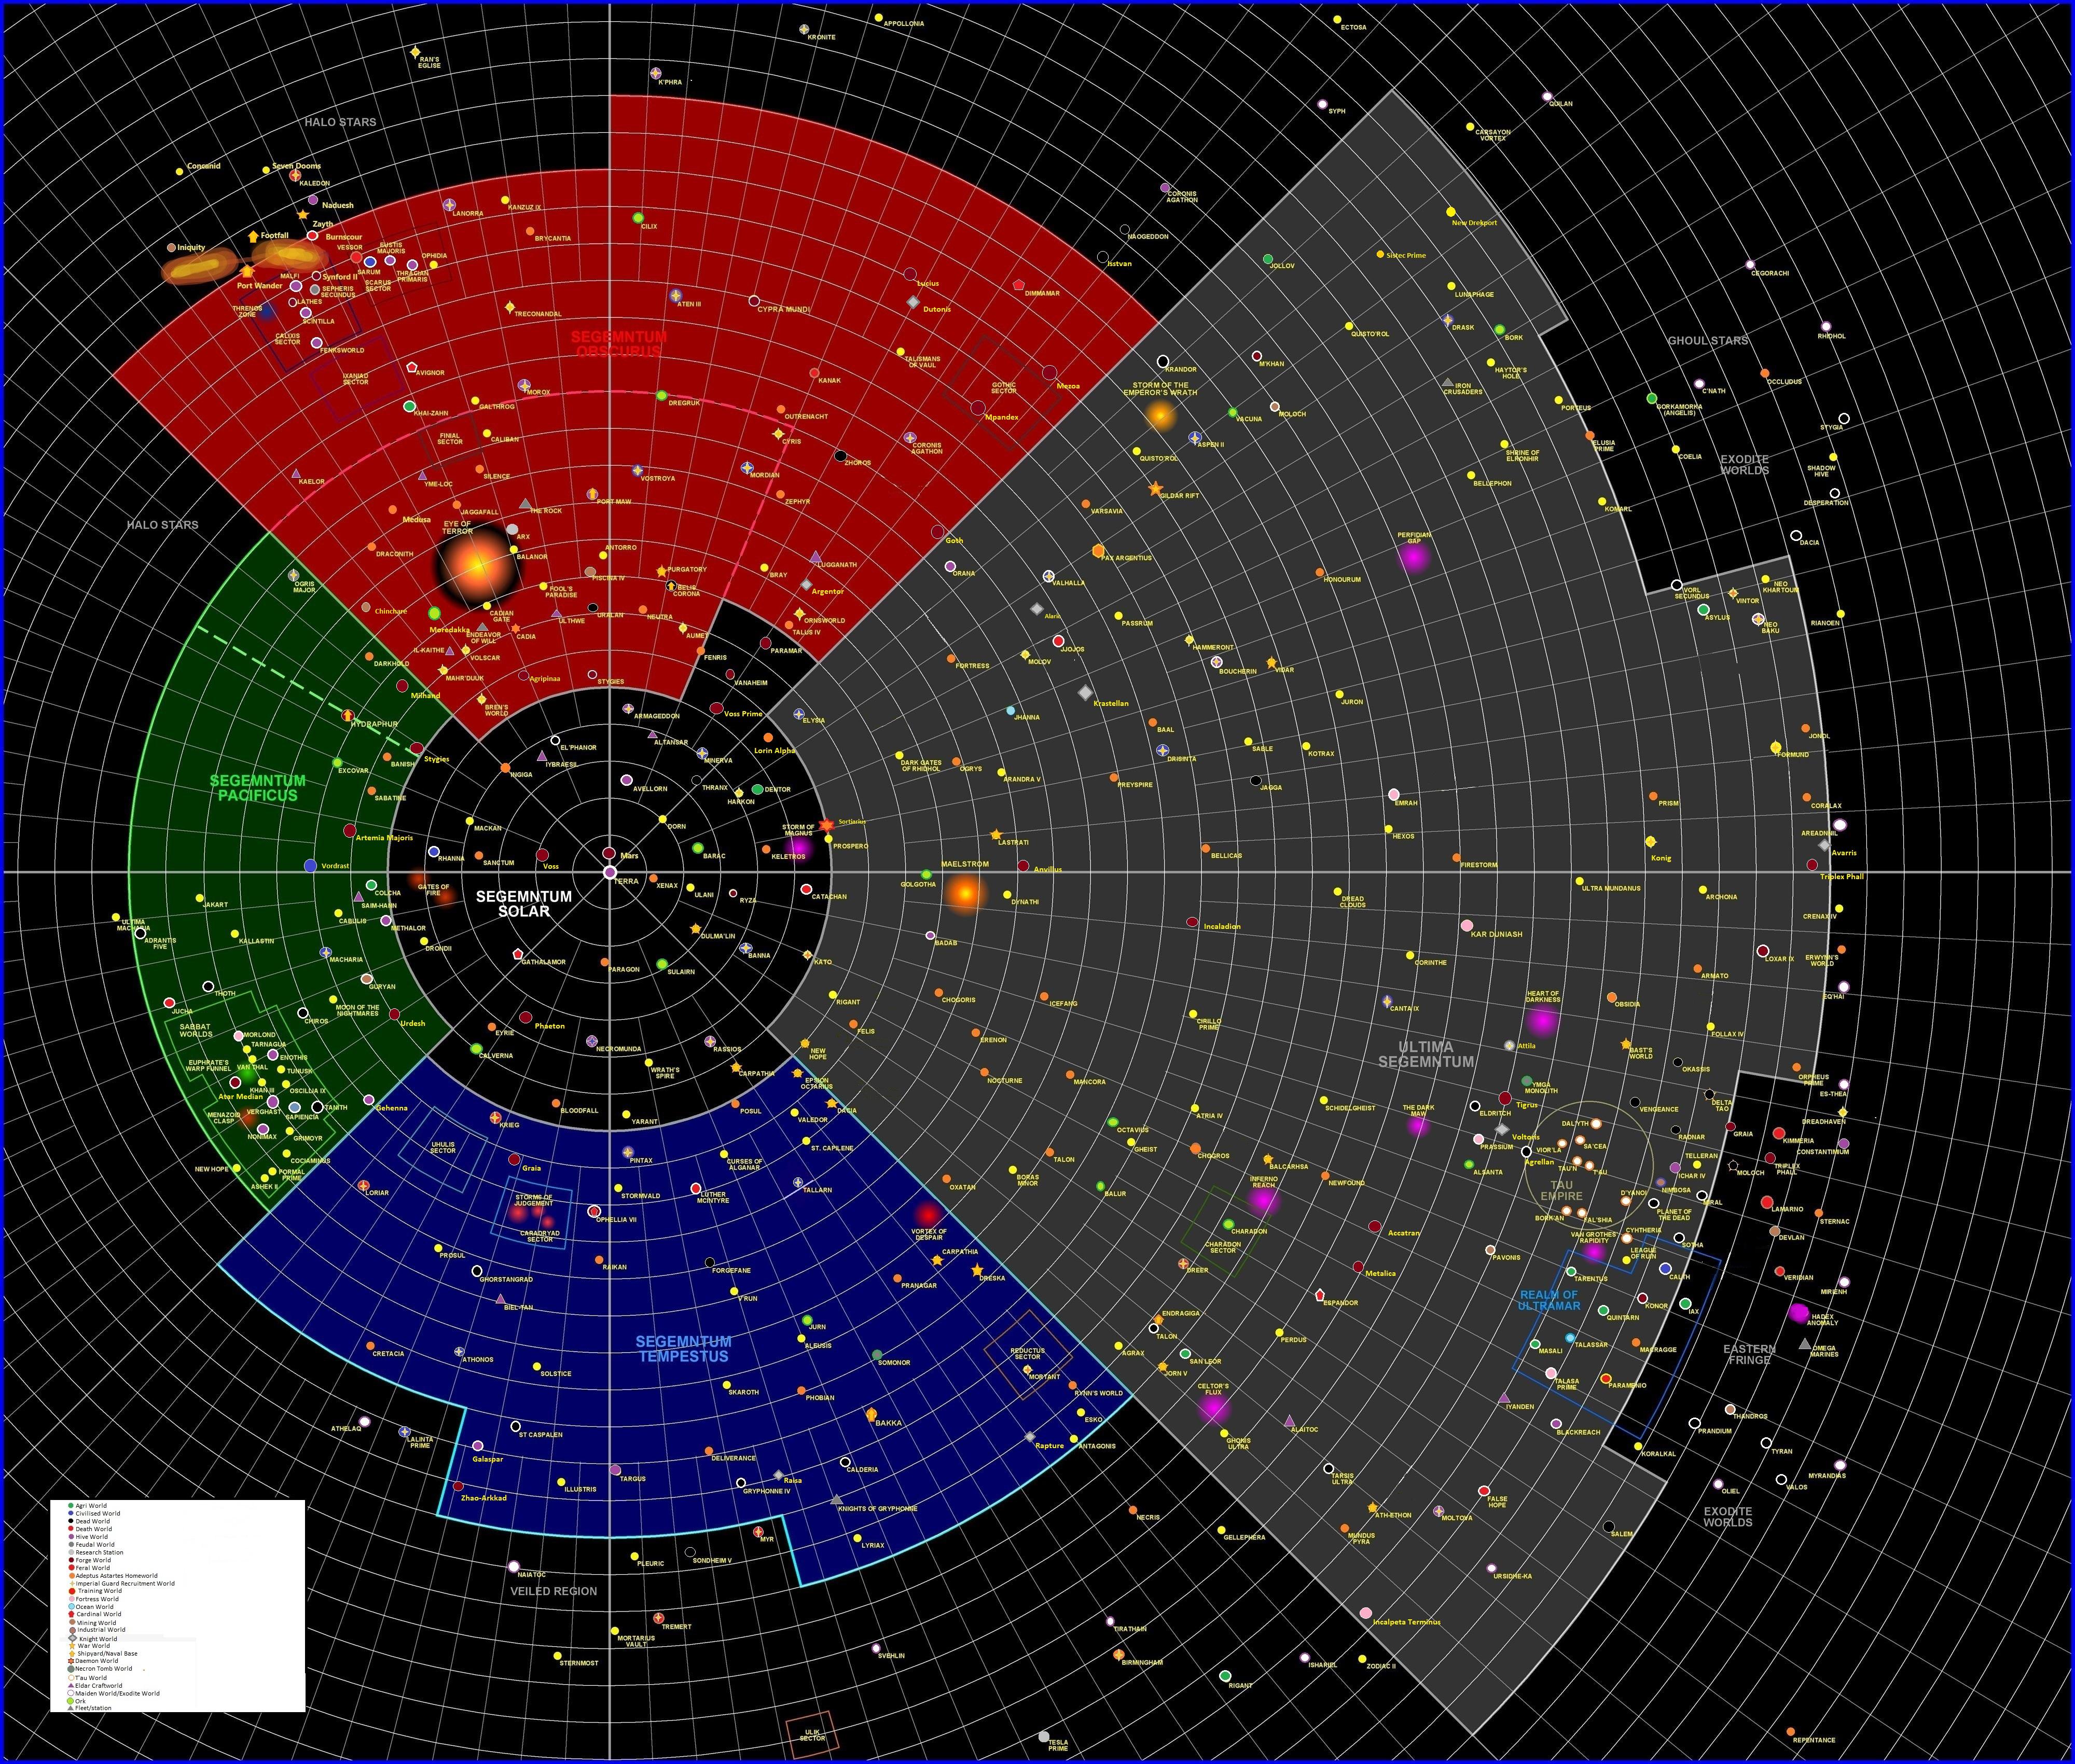 APPOLLONIA
KRONITE
ECTOSA
RAN'S
EGLISE
K'PHRA
QUILAN
SYPH
HALO STARS
CARSAYON
VORTEX
Concanid
Seven Dooms
KALEDON
CORONIS
AGATHON
Naduesh
LANORRA
KANZUZ IX
Zayth
CILIX
New Drekport
Footfall
Burnscour
BRYCANTIA
NAOGEDDON
Iniquity
VESSOR
EUSTIS
MAJORIS
OPHIDIA
Isstvan
Sistec Prime
SARUM
THRACIAN
PRIMARIS
JOLLOV
CEGORACHI
MALFI
Synford II
SCARUS
SECTOR
Port Wander
SEPHERIS
SECUNDUS
Lucius
DIMMAMAR
LUNAPHAGE
LATHES
THRENOS
ZONE
SCINTILLA
TRECONANDAL
ATEN III
CYPRA MUNDI
Dutonis
DRASK
BORK
QUISTO'ROL
RHIOHOL
CALIXIS
SECTOR
FENKSWORLD
SEGEMNTUM
OBSCURUS
TALISMANS
OF VAUL
GHOUL STARS
KRANDOR
M'KHAN
HAYTOR'S
HOLE
IXANIAD
SECTOR
AVIGNOR
MOROX
KANAK
GOTHIC
SECTOR
Mezoa
STORM OF THE
EMPEROR'S WRATH
IRON
CRUSADERS
C'NATH
OCCLUDUS
KHAI-ZAHN
GALTHROG
DREGRUK
OUTRENACHT
Mpandex
VACUNA
MOLOCH
PORTEUS
GORKAMORKA
(ANGELIS)
STYGIA
FINIAL
SECTOR
CALIBAN
CYRIS
CORONIS
AGATHON
ASPEN II
ELUSIA
PRIME
QUISTO'ROL
SHRINE OF
ELRONHIR
COELIA
EXODITE
WORLDS
SHADOW
HIVE
KAELOR
YME-LOC
SILENCE
VOSTROYA
MORDIAN
ZHOROS
BELLEPHON
GILDAR RIFT
PORT MAW
ZEPHYR
DESPERATION
HALO STARS
Medusa
JAGGAFALL
THE ROCK
VARSAVIA
KOMARL
EYE OF
TERROR
ARX
Goth
PERFIDIAN
GAP
DACIA
DRACONITH
BALANOR
ANTORRO
LUGGANATH
PAX ARGENTIUS
OGRIS
MAJOR
PISCINA IV
PURGATORY
BRAY
ORANA
VALHALLA
HONOURUM
NEO
KHARTOUM
FOOL'S
PARADISE
BELIS
CORONA
Argentor
IVORL
SECUNDUS
VINTOR
Chinchare
CADIAN
GATE
ULTHWE
URALAN
NEUTRA
ORNSWORLD
Alaric
PASSRUM
ASYLUS
NEO
BAKU
RIANOEN
Moredakka
ENDEAVOR
OF WILL
CADIA
AUMET
TALUS IV
HAMMERONT
IL-KAITHE
VOLSCAR
FENRIS
PARAMAR
JOJOS
MOLOV
DARKHOLD
MAHR'DUUK
FORTRESS
BOUCHERIN
VIDAR
Agripinaa
STYGIES
VANAHEIM
Milhand
BREN'S
WORLD
Krastellan
JURON
HYDRAPHUR
ARMAGEDDON
Voss Prime
ELYSIA
JHANNA
BAAL
JONOL
EL'PHANOR
ALTANSAR
Lorin Alpha
DRISINTA
SABLE
KOTRAX
FORMUND
BANISH
Stygies
IYBRAESIL
MINERVA
DARK GATES
OF RHIOHOL
OGRYS
EXCOVAR
INGIGA
ARANDRA V
PREYSPIRE
JAGGA
SEGEMNTUM
PACIFICUS
AVELLORN
THRANX
DENTOR
HARKON
SABATINE
EMRAH
PRISM
CORALAX
MACKAN
DORN
STORM OF
MAGNUS
Sortiarius
Artemia Majoris
LASTRATI
HEXOS
AREADNIIL
RHANNA
SANCTUM
Voss
Mars
BARAC
KELETROS
PROSPERO
BELLICAS
FIRESTORM
Konig
Avarris
Vordrast
MAELSTROM
Anvillus
Triplex Phall
COLCHA
GATES OF
FIRE
TERRA
XENAX
GOLGOTHA
ULTRA MUNDANUS
SAIM-HANN
SEGEMNTUM
SOLAR
ULANI
RYZA
CATACHAN
DYNATHI
DREAD
CLOUDS
ARCHONA
JAKART
CABULIS
METHALOR
CRENAXIV
ULTIMA
MACHARIA
ADRANT'S
FIVE
KALLASTIN
DULMA'LIN
BADAB
Incaladion
KAR DUNIASH
DRONDII
MACHARIA
GATHALAMOR
PARAGON
SULAIRN
BANNA
KATO
CORINTHE
LOXAR IX
ERWYNN'S
WORLD
ARMATO
GURYAN
THOTH
CHOGORIS
ICEFANG
CANTA IX
HEART OF
DARKNESS
OBSIDIA
EQ'HAI
JUCHA
MOON OF THE
NIGHTMARES
RIGANT
CHIROS
Urdesh
EYRIE
Phaeton
FELIS
ERENON
CIRILLO
PRIME
FOLLAX IV
SABBAT
WORLDS
MORLOND
CALVERNA
NECROMUNDA
RASSIOS
NEW
HOPE
ULTIMA
SEGEMNTUM
Attila
BAST'S
WORLD
TARNAGUA
ENOTHIS
OKASSIS
ORPHEUS
PRIME
EUPHRATE'S
WARP FUNNEL
VAN THAL
TUNUSK
WRATH'S
SPIRE
CARPATHIA
EPSION
OCTARIUS
NOCTURNE
MANCORA
YMGA
MONOLITH
ES-THEA
KHAN III
OSCILLIA IX
Ator Median
VERGHAST
SAPIENCIA
TANITH
Gehenna
BLOODFALL
POSUL
DACIA
SCHIDELGHEIST
Tigrus
DELTA
TAO
MENAZOID
CLASP
YARANT
VALEDOR
ATRIA IV
THE DARK
MAW
ELDRITCH
VENGEANCE
DREADHAVEN
KRIEG
OCTAVIUS
DAL'YTH
GRAIA
KIMMERIA
NONIMAX
GRIMOYR
UHULIS
SECTOR
ST. CAPILENE
GHEIST
PRASSIUM
Voltoris
VIOR'LA
SA'CEA
RADNAR
CONSTANTIMIUM
COCIAMINUS
CURSES OF
ALGANAR
TALON
CHOGROS
BALCARHSA
ALSANTA
Agrellan
TAU'N
T'AU
TELLERAN
MOLOCH
TRIPLEX
PHALL
NEW HOPE
FORMAL
PRIME
Graia
PINTAX
BORAS
MINOR
INFERNO
REACH
NEWFOUND
ICHAR IV
ASHEK II
LORIAR
STORMS OF
JUDGEMENT
STORMVALD
LUTHER
MCINTYRE
TALLARN
OXATAN
BALUR
TAU
EMPIRE
NIMBOSA
D'YANOI
MIRAL
LAMARNO
CARADRYAD
SECTOR
OPHELLIA VII
VORTEX OF
DESPAIR
CHARADON
CHARADON
SECTOR
Accatran
BORK'AN
FAL'SHIA
PLANET OF
THE DEAD
STERNAC
DEVLAN
PROSUL
CARPATHIA
VAN GROTHES
RAPIDITY
CYHTHERIS
SOTHA
GHORSTANGRAD
RAIKAN
FORGEFANE
DRESKA
DREER
Metalica
PAVONIS
LEAGUE
OF RUIN
CALTH
VERIDIAN
BIEL-TAN
V'RUN
PRANAGAR
ESPANDOR
TARENTUS
REALM OF
ULTRAMAR
KONOR
IAX
MIRIENH
ENDRAGIGA
QUINTARN
HADEX
ANOMALY
SEGEMNTUM
TEMPESTUS
JURN
ALEUSIS
TALON
PERDUS
CRETACIA
ATHONOS
SOMONOR
REDUCTUS
SECTOR
AGRAX
SAN LEOR
MASALI
TALASSAR
MACRAGGE
EASTERN
FRINGE
OMEGA
MARINES
SOLSTICE
MORTANT
JORN V
TALASA
PRIME
PARAMENIO
SKAROTH
PHOBIAN
RYNN'S WORLD
CELTOR'S
FLUX
IYANDEN
ATHELAQ
LALINTA
PRIME
ST CASPALEN
BAKKA
ESKO
ALAITOC
BLACKREACH
THANDROS
PRANDIUM
GHONIS
ULTRA
Galaspar
DELIVERANCE
Rapture
ANTAGONIS
KORALKAL
TYRAN
TARGUS
Raisa
CALDERIA
TARSIS
ULTRA
MYRANDIAS
ILLUSTRIS
GRYPHONNE IV
OLIEL
VALOS
Zhao-Arkkad
KNIGHTS OF GRYPHONNE
NECRIS
ATH-ETHON
MOLTOVA
FALSE
HOPE
EXODITE
WORLDS
MYR
LYRIAX
GELLEPHERA
MUNDUS
PYRA
SALEM
PLEURIC
SONDHEIM V
NAIATOC
URSIDHE-KA
VEILED REGION
TREMERT
TIRATHAIN
Incalpeta Terminus
MORTARIUS
VAULT
STERNMOST
SVEHLIN
BIRMINGHAM
ISHARIEL
ZODIAC II
RIGANT
ULIK
SECTOR
TESLA
PRIME
REPENTANCE
Agri World
Civilised World
Dead World
Death World
Hive World
Feudal World
Research Station
Forge World
Feral World
Adeptus Astartes Homeworld
Imperial Guard Recruitment World
Training World
Fortress World
Ocean World
Cardinal World
Mining World
Industrial World
Knight World
War World
Shipyard/Naval Base
Daemon World
Necron Tomb World
T'au World
Eldar Craftworld
Maiden World/Exodite World
Ork
Fleet/station